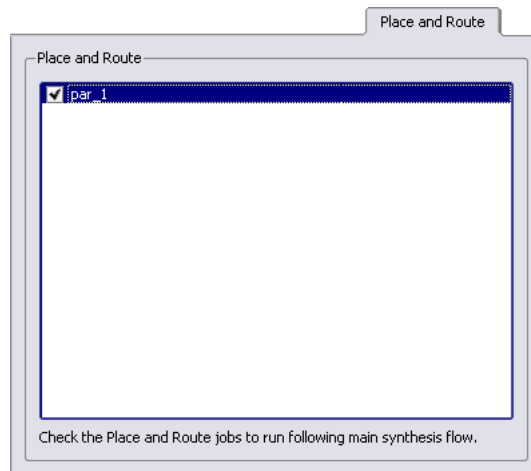 Place and Route
Place and Route
par_1
Check the Place and Route jobs to run following main synthesis flow.